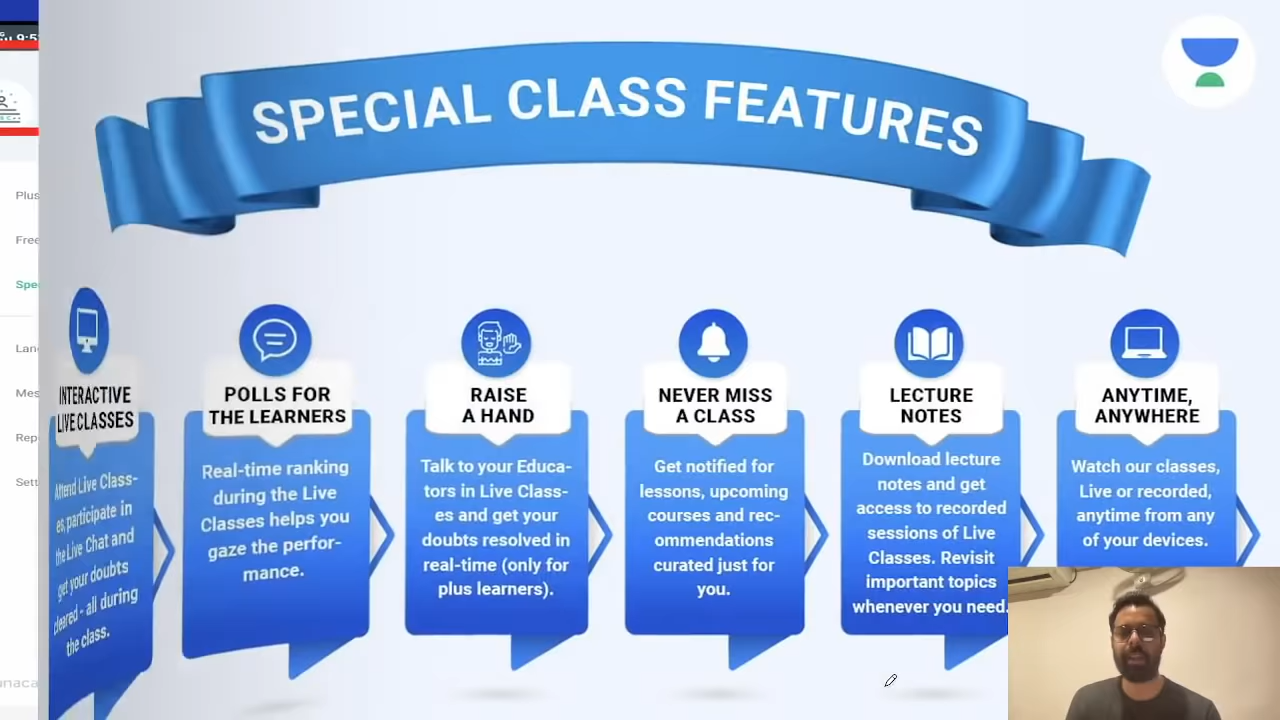 SPECIAL CLASS FEATURES
Plus
Free
Spe
Lan
Mes
Rep
Sett
INTERACTIVE
LIVE CLASSES
Attend Live Class-
es, participate in
the Live Chat and
get your doubts
cleared - all during
the class.
POLLS FOR
THE LEARNERS
Real-time ranking
during the Live
Classes helps you
gaze the perfor-
mance.
RAISE
A HAND
Talk to your Educa-
tors in Live Class-
es and get your
doubts resolved in
real-time (only for
plus learners).
NEVER MISS
A CLASS
Get notified for
lessons, upcoming
courses and rec-
ommendations
curated just for
you.
LECTURE
NOTES
Download lecture
notes and get
access to recorded
sessions of Live
Classes. Revisit
important topics
whenever you need.
ANYTIME,
ANYWHERE
Watch our classes,
Live or recorded,
anytime from any
of your devices.